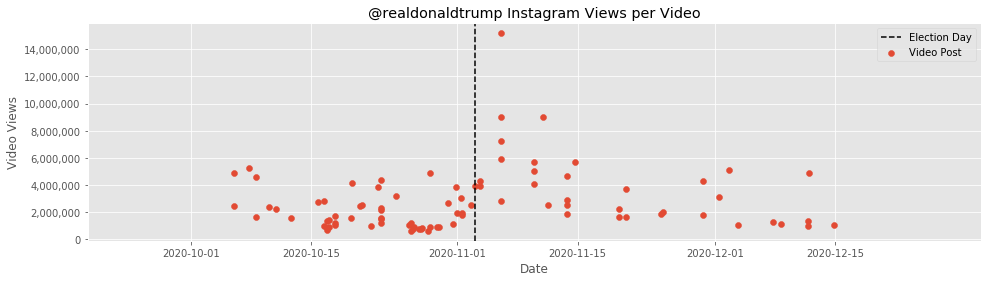 @realdonaldtrump Instagram Views per Video
Election Day
Video Post
Video Views
14,000,000
12,000,000
10,000,000
8,000,000
6,000,000
4,000,000
2,000,000
0
2020-10-01 2020-10-15 2020-11-01 2020-11-15 2020-12-01 2020-12-15
Date